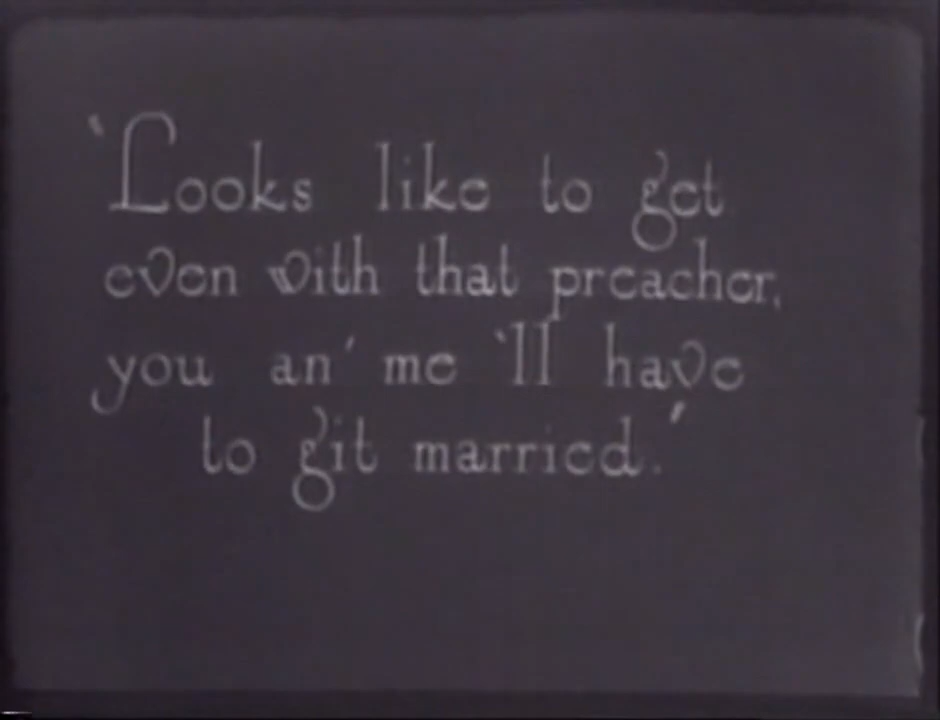 'Looks like to get
even with that preacher,
you an' me 'll have
to git married.'